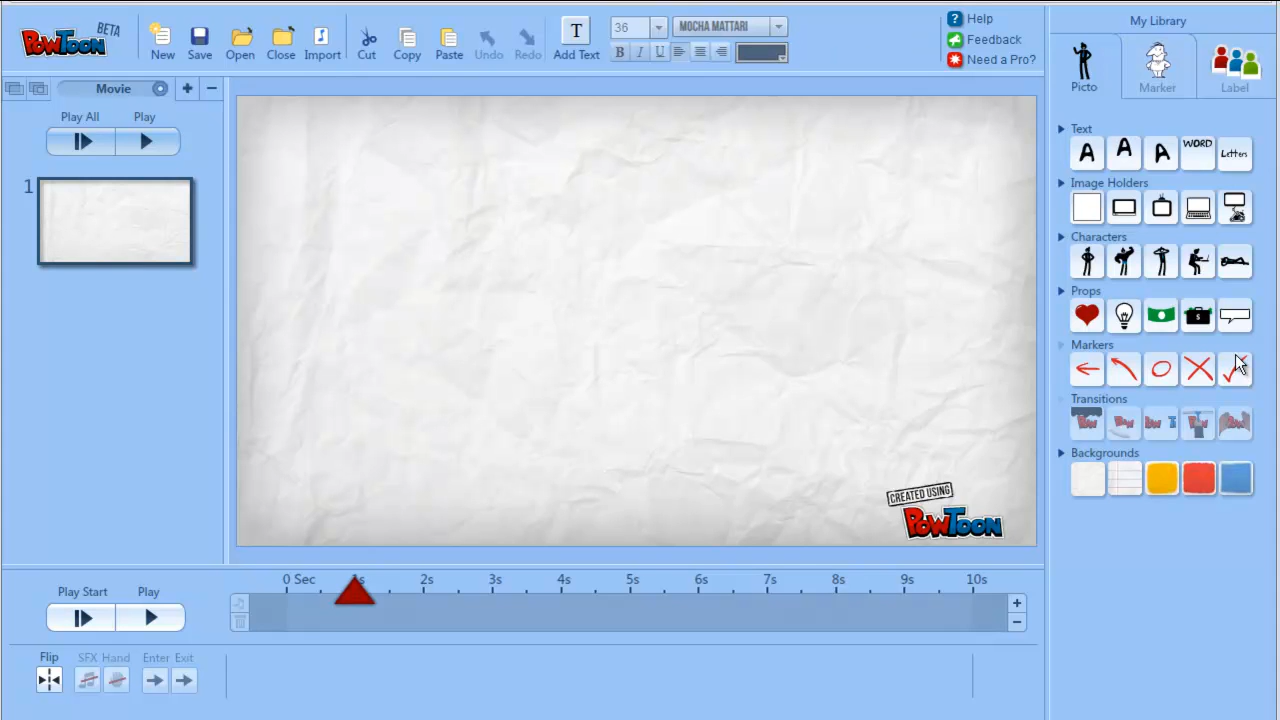 POWTOON BETA
New
Save
Open
Close
Import
Cut
Copy
Paste
Undo
Redo
T
Add Text
36
MOCHA MATTARI
B I U
Help
Feedback
Need a Pro?
My Library
Picto
Marker
Label
Movie
Play All
Play
1
Text
A A A WORD Letters
Image Holders
Characters
Props
Markers
Transitions
Backgrounds
CREATED USING
POWTOON
Play Start
Play
0 Sec 2s 3s 4s 5s 6s 7s 8s 9s 10s
Flip
SFX
Hand
Enter
Exit